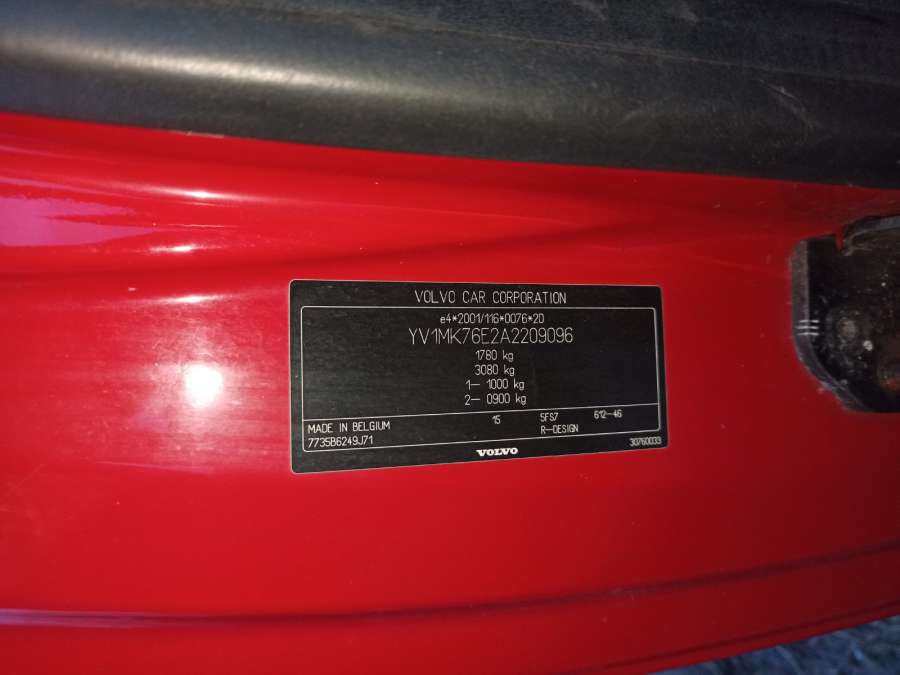 VOLVO CAR CORPORATION
e4*2001/116*0076*20
YV1MK76E2A2209096
1780 kg
3080 kg
1— 1000 kg
2— 0900 kg
MADE IN BELGIUM 15 5FS7 612—46
R—DESIGN
7735B6249J71 30760033
VOLVO